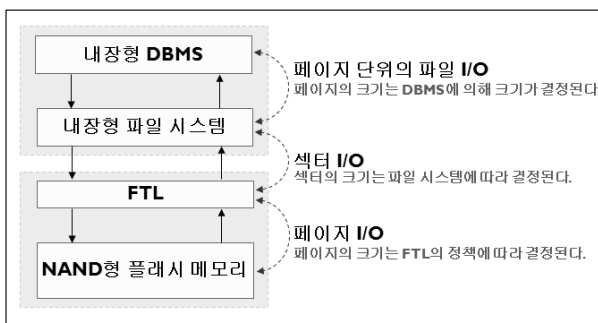 내장형 DBMS
페이지 단위의 파일 I/O
페이지의 크기는 DBMS에 의해 크기가 결정된다
내장형 파일 시스템
섹터 I/O
섹터의 크기는 파일 시스템에 따라 결정된다.
FTL
페이지 I/O
페이지의 크기는 FTL의 정책에 따라 결정된다.
NAND형 플래시 메모리